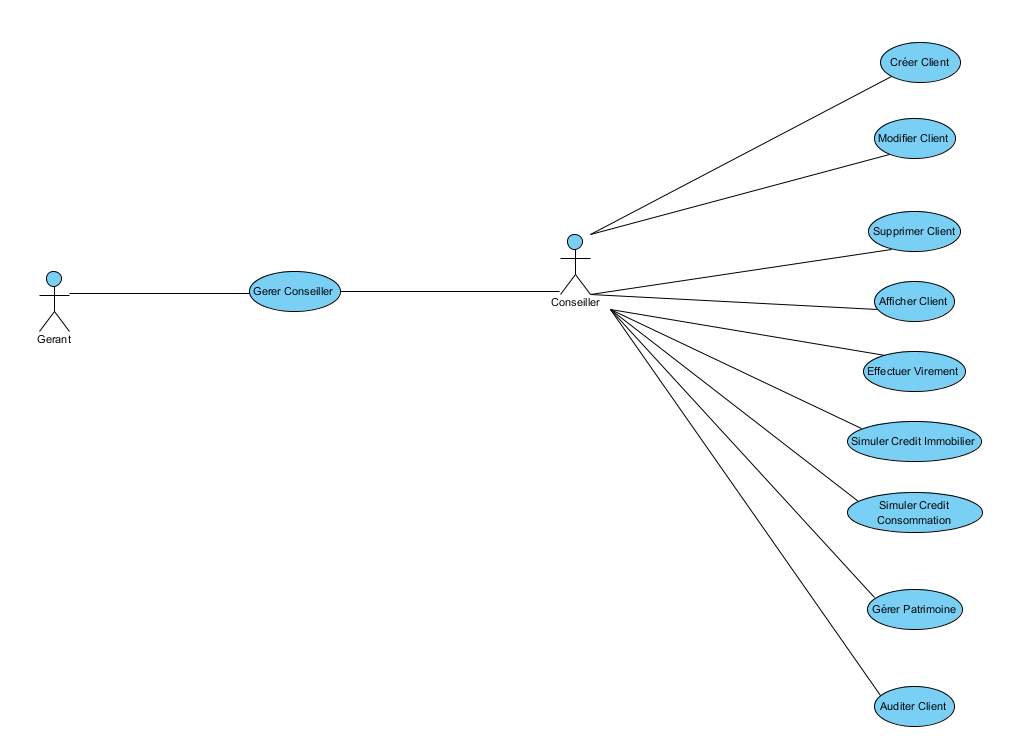 Créer Client
Modifier Client
Supprimer Client
Gerer Conseiller
Conseiller
Afficher Client
Gerant
Effectuer Virement
Simuler Credit Immobilier
Simuler Credit
Consommation
Gérer Patrimoine
Auditer Client